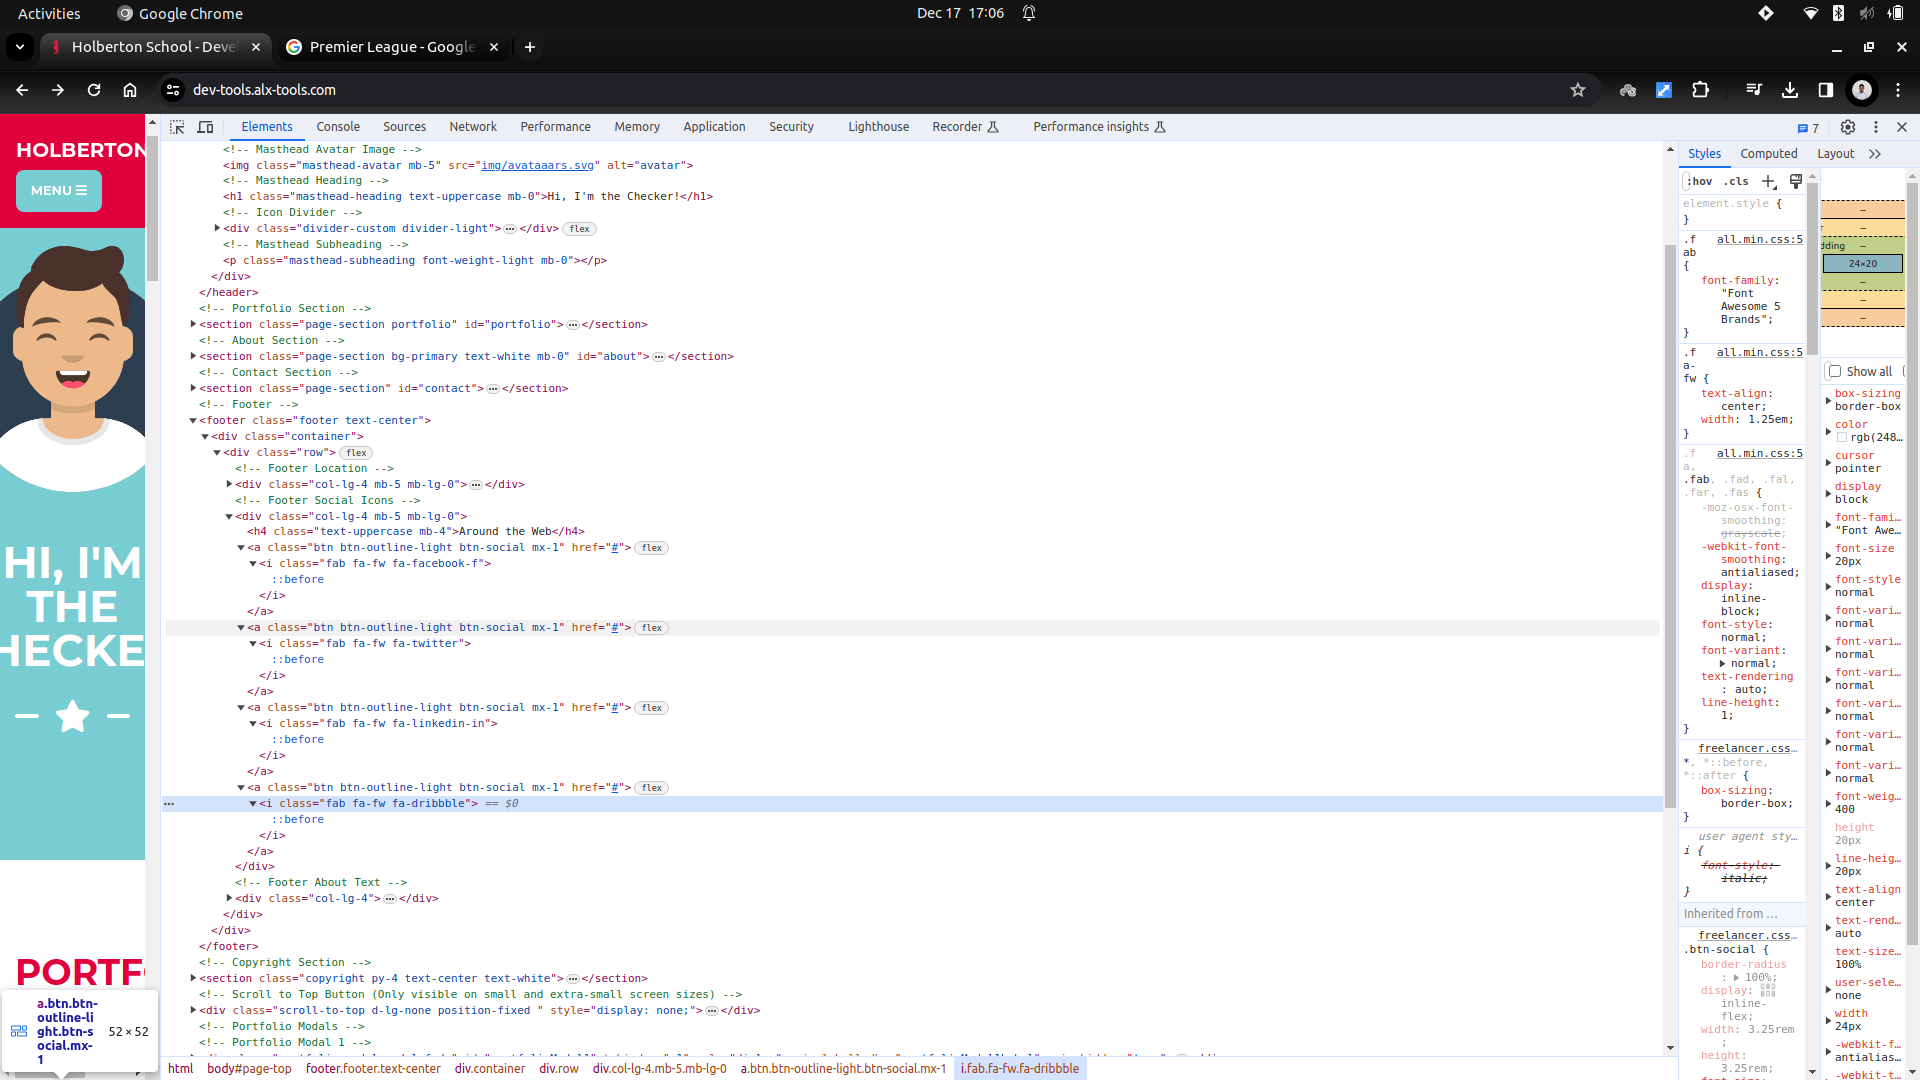 Activities
Google Chrome
Dec 17 17:06
Holberton School - Deve
Premier League - Google
dev-tools.alx-tools.com
HOLBERTON
MENU
HI, I'M
THE
HECKE
PORTF
a.btn.btn-
outline-li
ght.btn-s
ocial.mx-
1
52 × 52
Elements Console Sources Network Performance Memory Application Security Lighthouse Recorder Performance insights 7
<!-- Masthead Avatar Image -->
<img class="masthead-avatar mb-5" src="img/avataaars.svg" alt="avatar">
<!-- Masthead Heading -->
<h1 class="masthead-heading text-uppercase mb-0">Hi, I'm the Checker!</h1>
<!-- Icon Divider -->
<div class="divider-custom divider-light">…</div> flex
<!-- Masthead Subheading -->
<p class="masthead-subheading font-weight-light mb-0"></p>
</div>
</header>
<!-- Portfolio Section -->
<section class="page-section portfolio" id="portfolio">…</section>
<!-- About Section -->
<section class="page-section bg-primary text-white mb-0" id="about">…</section>
<!-- Contact Section -->
<section class="page-section" id="contact">…</section>
<!-- Footer -->
<footer class="footer text-center">
<div class="container">
<div class="row"> flex
<!-- Footer Location -->
<div class="col-lg-4 mb-5 mb-lg-0">…</div>
<!-- Footer Social Icons -->
<div class="col-lg-4 mb-5 mb-lg-0">
<h4 class="text-uppercase mb-4">Around the Web</h4>
<a class="btn btn-outline-light btn-social mx-1" href="#"> flex
<i class="fab fa-fw fa-facebook-f">
::before
</i>
</a>
<a class="btn btn-outline-light btn-social mx-1" href="#"> flex
<i class="fab fa-fw fa-twitter">
::before
</i>
</a>
<a class="btn btn-outline-light btn-social mx-1" href="#"> flex
<i class="fab fa-fw fa-linkedin-in">
::before
</i>
</a>
<a class="btn btn-outline-light btn-social mx-1" href="#"> flex
<i class="fab fa-fw fa-dribbble"> == $0
::before
</i>
</a>
</div>
<!-- Footer About Text -->
<div class="col-lg-4">…</div>
</div>
</div>
</footer>
<!-- Copyright Section -->
<section class="copyright py-4 text-center text-white">…</section>
<!-- Scroll to Top Button (Only visible on small and extra-small screen sizes) -->
<div class="scroll-to-top d-lg-none position-fixed " style="display: none;">…</div>
<!-- Portfolio Modals -->
<!-- Portfolio Modal 1 -->
html body#page-top footer.footer.text-center div.container div.row div.col-lg-4.mb-5.mb-lg-0 a.btn.btn-outline-light.btn-social.mx-1 i.fab.fa-fw.fa-dribbble
Styles Computed Layout
:hov .cls
element.style {
}
.f all.min.css:5
ab
{
font-family:
"Font
Awesome 5
Brands";
}
.f all.min.css:5
a-
fw {
text-align:
center;
width: 1.25em;
}
.f all.min.css:5
a,
.fab, .fad, .fal,
.far, .fas {
-moz-osx-font-
smoothing:
grayscale;
-webkit-font-
smoothing:
antialiased;
display:
inline-
block;
font-style:
normal;
font-variant:
normal;
text-rendering
: auto;
line-height:
1;
}
freelancer.css…
*, *::before,
*::after {
box-sizing:
border-box;
}
user agent sty…
i {
font-style:
italic;
}
Inherited from …
freelancer.css…
.btn-social {
border-radius
: 100%;
display:
inline-
flex;
width: 3.25rem
;
height:
3.25rem;
dding
24×20
Show all
box-sizing
border-box
color
rgb(248…
cursor
pointer
display
block
font-fami…
"Font Awe…
font-size
20px
font-style
normal
font-vari…
normal
font-vari…
normal
font-vari…
normal
font-vari…
normal
font-vari…
normal
font-vari…
normal
font-weig…
400
height
20px
line-heig…
20px
text-align
center
text-rend…
auto
text-size…
100%
user-sele…
none
width
24px
-webkit-f…
antialias…
-webkit-t…